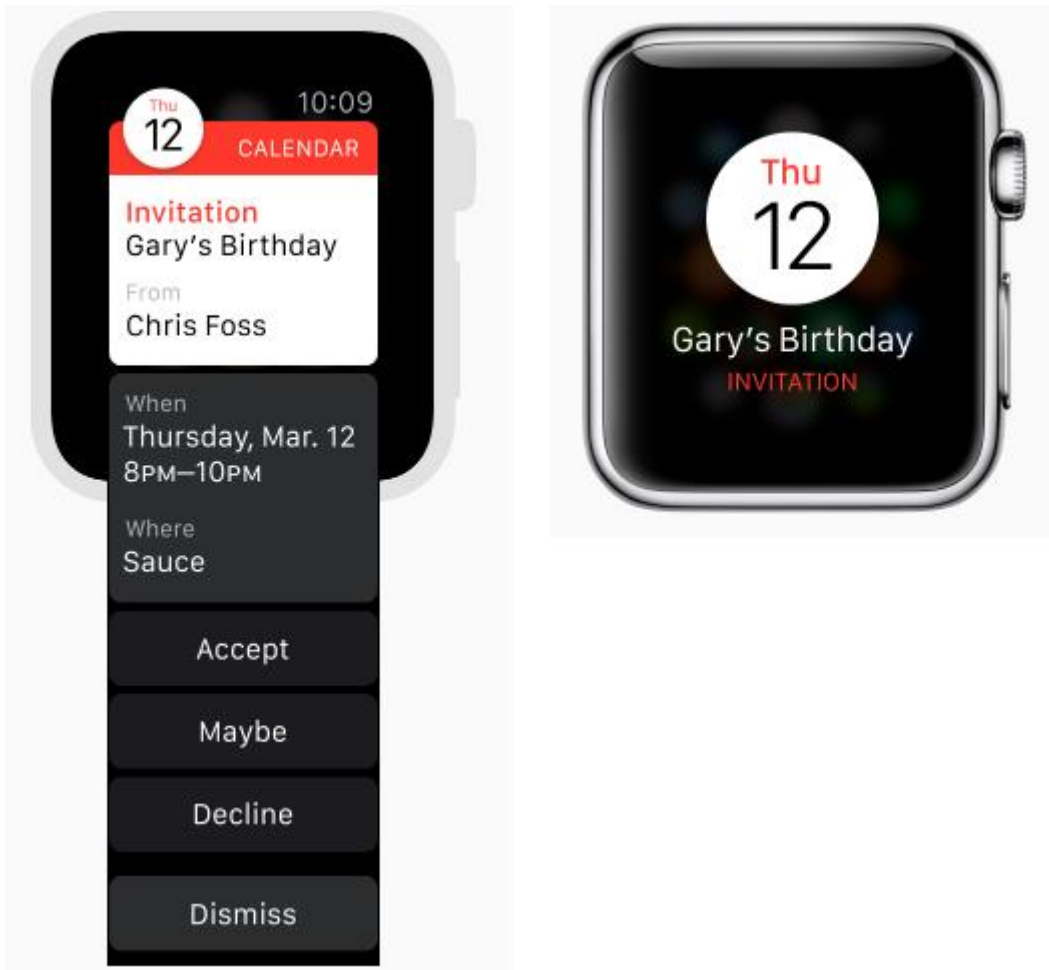 10:09
Thu
12
CALENDAR
Invitation
Gary’s Birthday
From
Chris Foss
When
Thursday, Mar. 12
8PM–10PM
Where
Sauce
Accept
Maybe
Decline
Dismiss
Thu
12
Gary’s Birthday
INVITATION